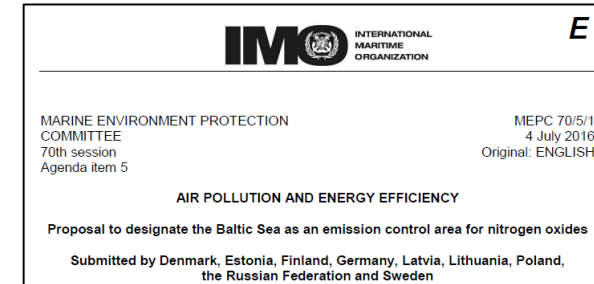 E
IMO
INTERNATIONAL
MARITIME
ORGANIZATION
MARINE ENVIRONMENT PROTECTION
COMMITTEE
70th session
Agenda item 5
MEPC 70/5/1
4 July 2016
Original: ENGLISH
AIR POLLUTION AND ENERGY EFFICIENCY
Proposal to designate the Baltic Sea as an emission control area for nitrogen oxides
Submitted by Denmark, Estonia, Finland, Germany, Latvia, Lithuania, Poland,
the Russian Federation and Sweden